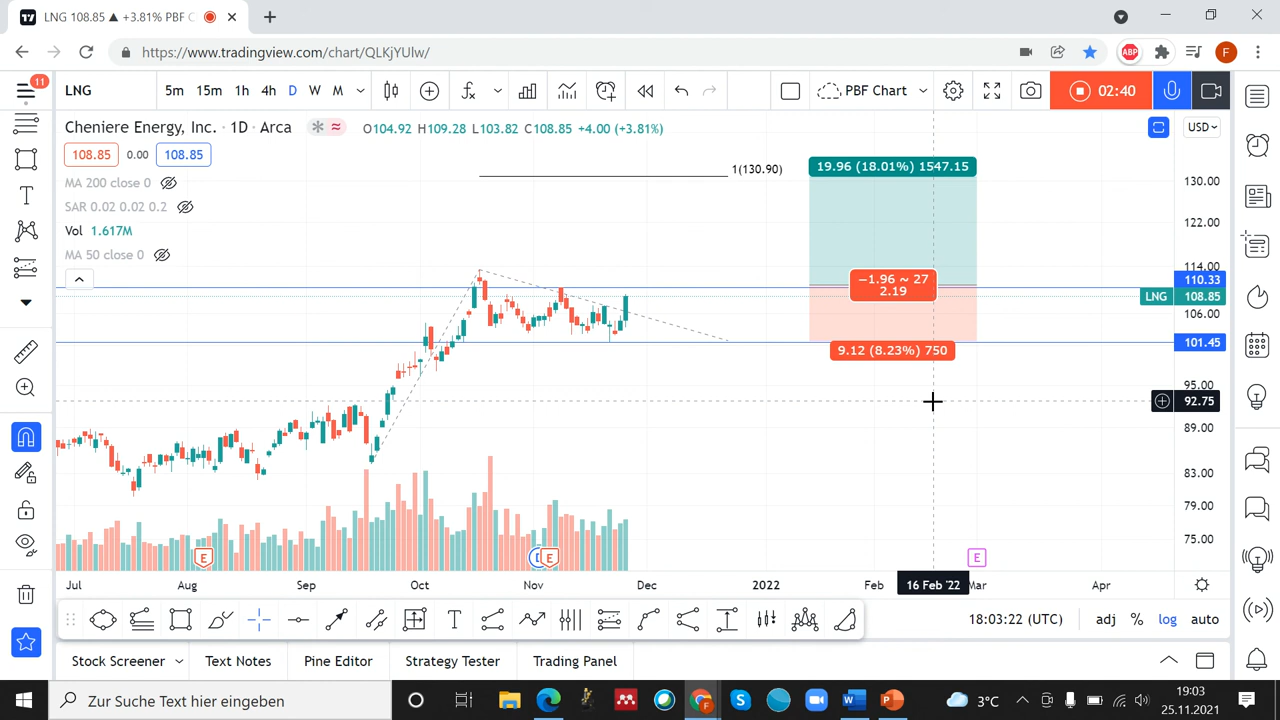 LNG 108.85 ▲ +3.81% PBF C
https://www.tradingview.com/chart/QLKjYUlw/
ABP
F
11
LNG
5m 15m 1h 4h D W M
PBF Chart
02:40
Cheniere Energy, Inc. · 1D · Arca
O104.92 H109.28 L103.82 C108.85 +4.00 (+3.81%)
USD
108.85 0.00 108.85
MA 200 close 0
SAR 0.02 0.02 0.2
Vol 1.617M
MA 50 close 0
1(130.90)
19.96 (18.01%) 1547.15
−1.96 ~ 27
2.19
9.12 (8.23%) 750
130.00
122.00
114.00
110.33
LNG 108.85
106.00
101.45
95.00
92.75
89.00
83.00
79.00
75.00
E
D E
E
Jul Aug Sep Oct Nov Dec 2022 Feb 16 Feb '22 Mar Apr
T
18:03:22 (UTC) adj % log auto
Stock Screener Text Notes Pine Editor Strategy Tester Trading Panel
Zur Suche Text hier eingeben
3°C
19:03
25.11.2021